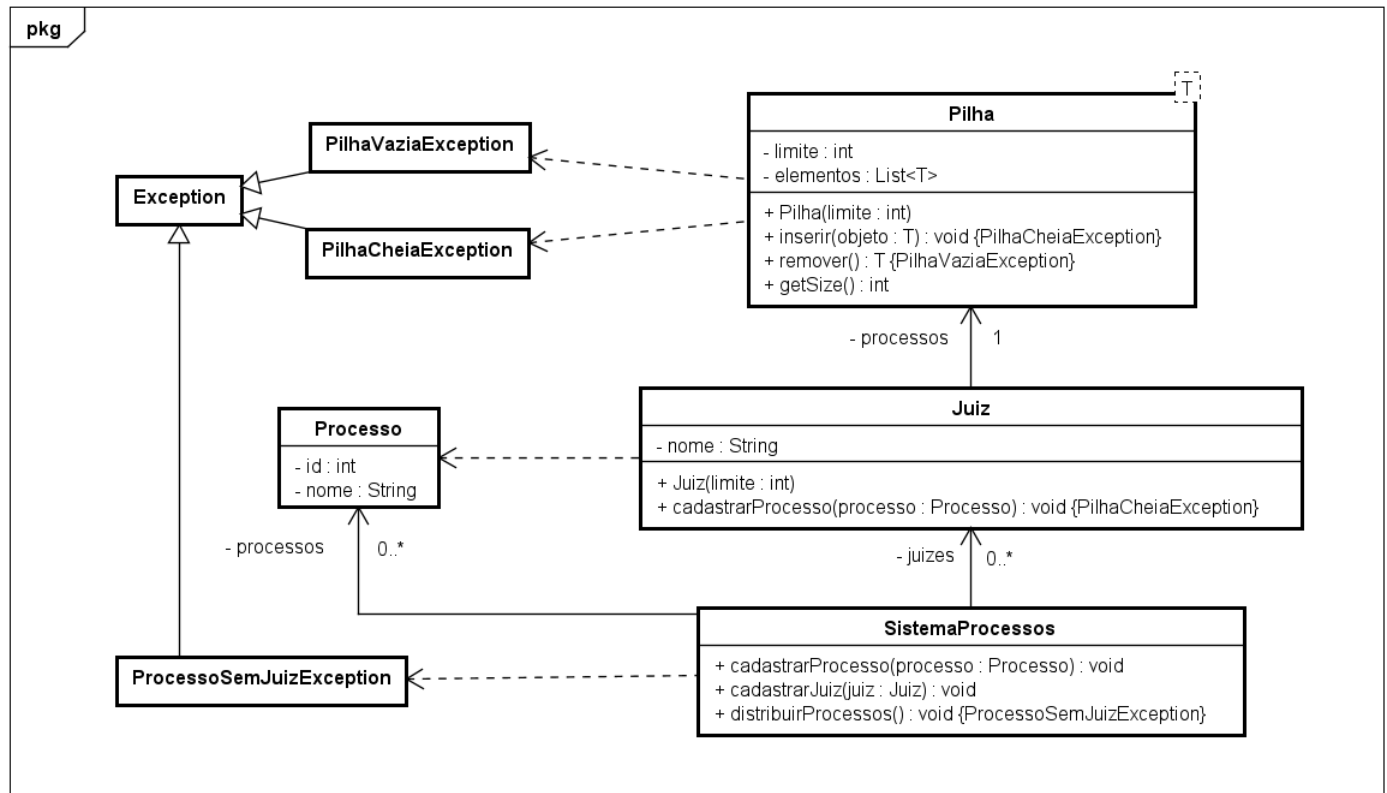 pkg
T
Pilha
- limite : int
- elementos : List<T>
+ Pilha(limite : int)
+ inserir(objeto : T) : void {PilhaCheiaException}
+ remover() : T {PilhaVaziaException}
+ getSize() : int
PilhaVaziaException
Exception
PilhaCheiaException
- processos
1
Juiz
- nome : String
+ Juiz(limite : int)
+ cadastrarProcesso(processo : Processo) : void {PilhaCheiaException}
Processo
- id : int
- nome : String
- processos
0..*
- juizes
0..*
SistemaProcessos
+ cadastrarProcesso(processo : Processo) : void
+ cadastrarJuiz(juiz : Juiz) : void
+ distribuirProcessos() : void {ProcessoSemJuizException}
ProcessoSemJuizException